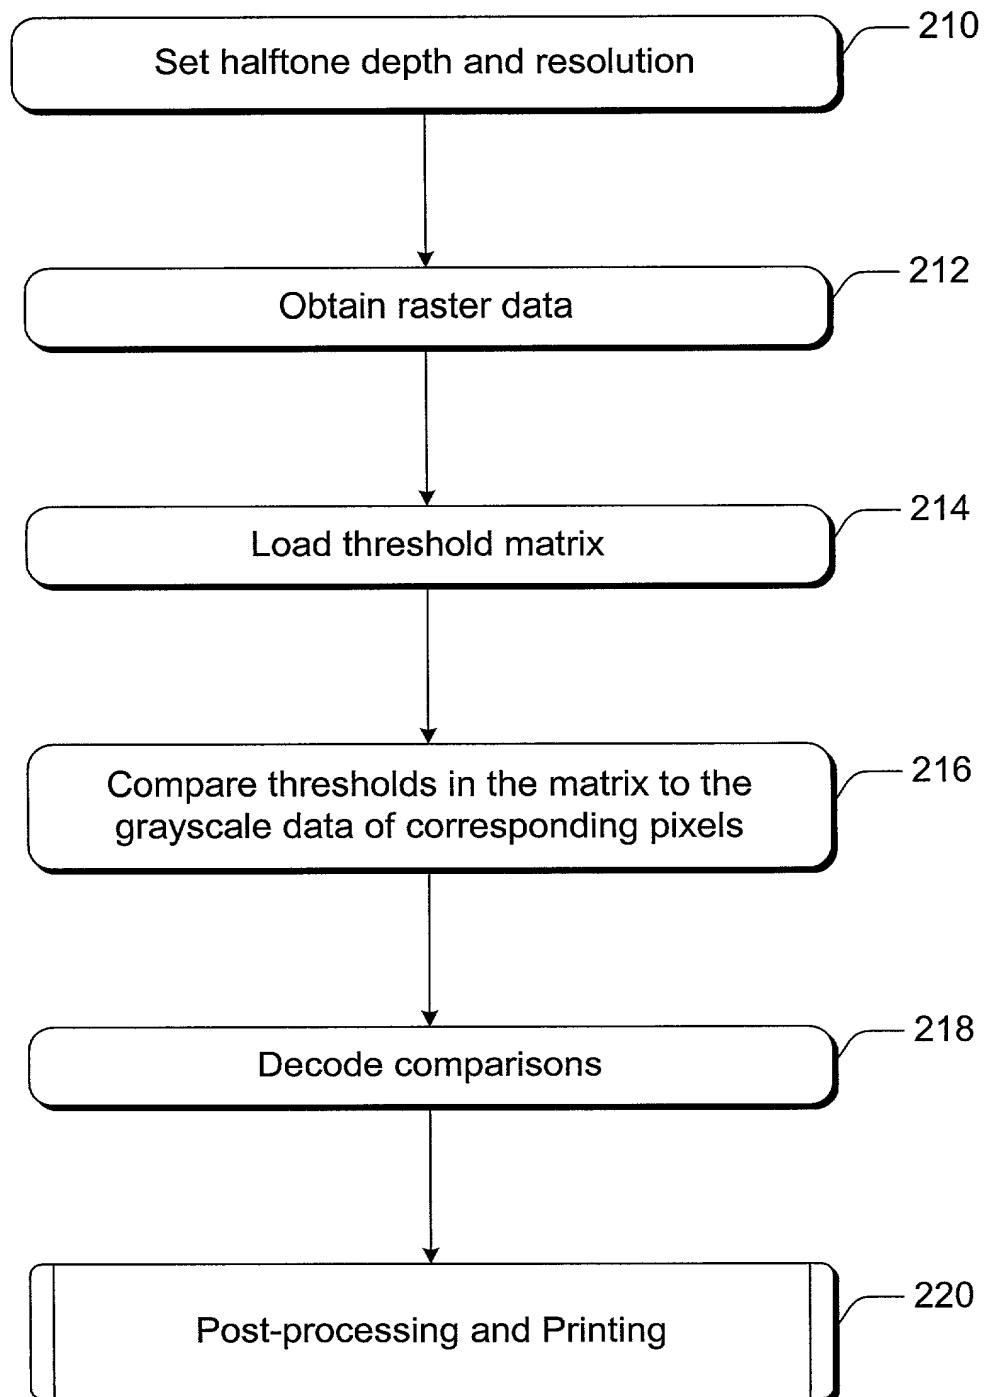 Set halftone depth and resolution
210
Obtain raster data
212
Load threshold matrix
214
Compare thresholds in the matrix to the
grayscale data of corresponding pixels
216
Decode comparisons
218
Post-processing and Printing
220